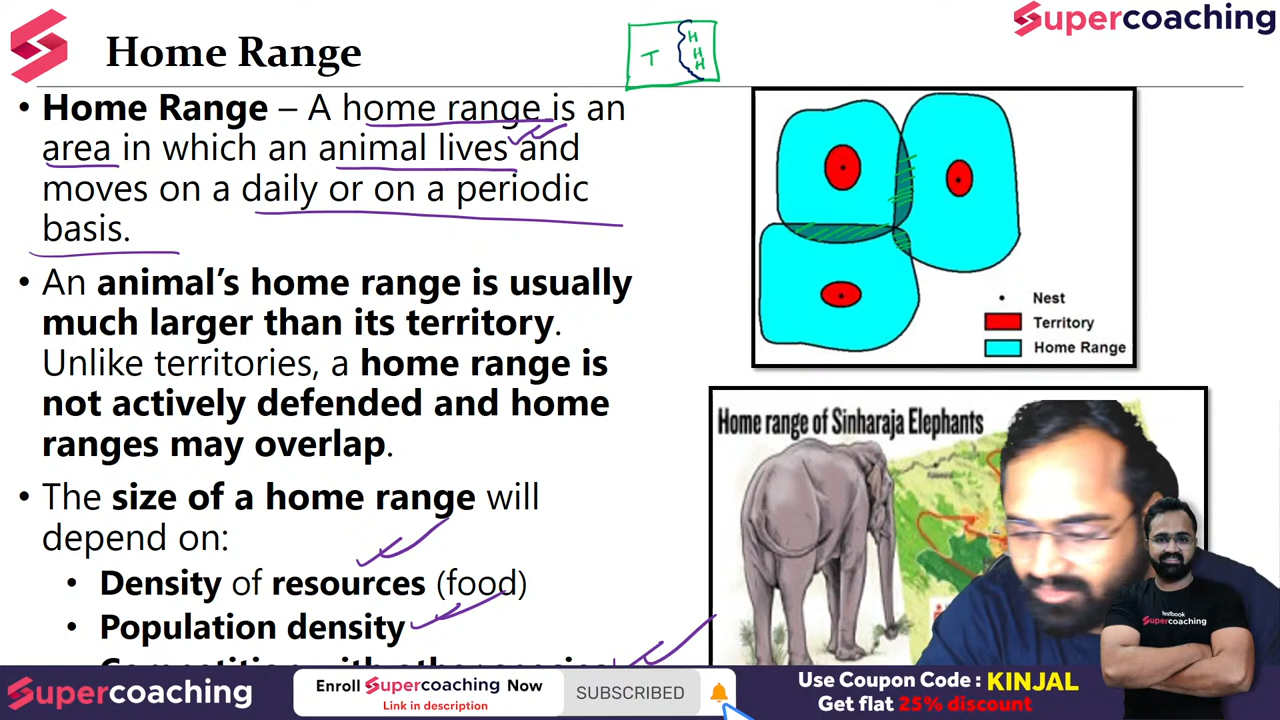 Supercoaching
Home Range
T
H
H
H
• Home Range – A home range is an
area in which an animal lives and
moves on a daily or on a periodic
basis.
• An animal's home range is usually
much larger than its territory.
Unlike territories, a home range is
not actively defended and home
ranges may overlap.
• The size of a home range will
depend on:
• Density of resources (food)
• Population density
Nest
Territory
Home Range
Home range of Sinharaja Elephants
testbook
Supercoaching
Supercoaching
Enroll Supercoaching Now
Link in description
SUBSCRIBED
Use Coupon Code : KINJAL
Get flat 25% discount